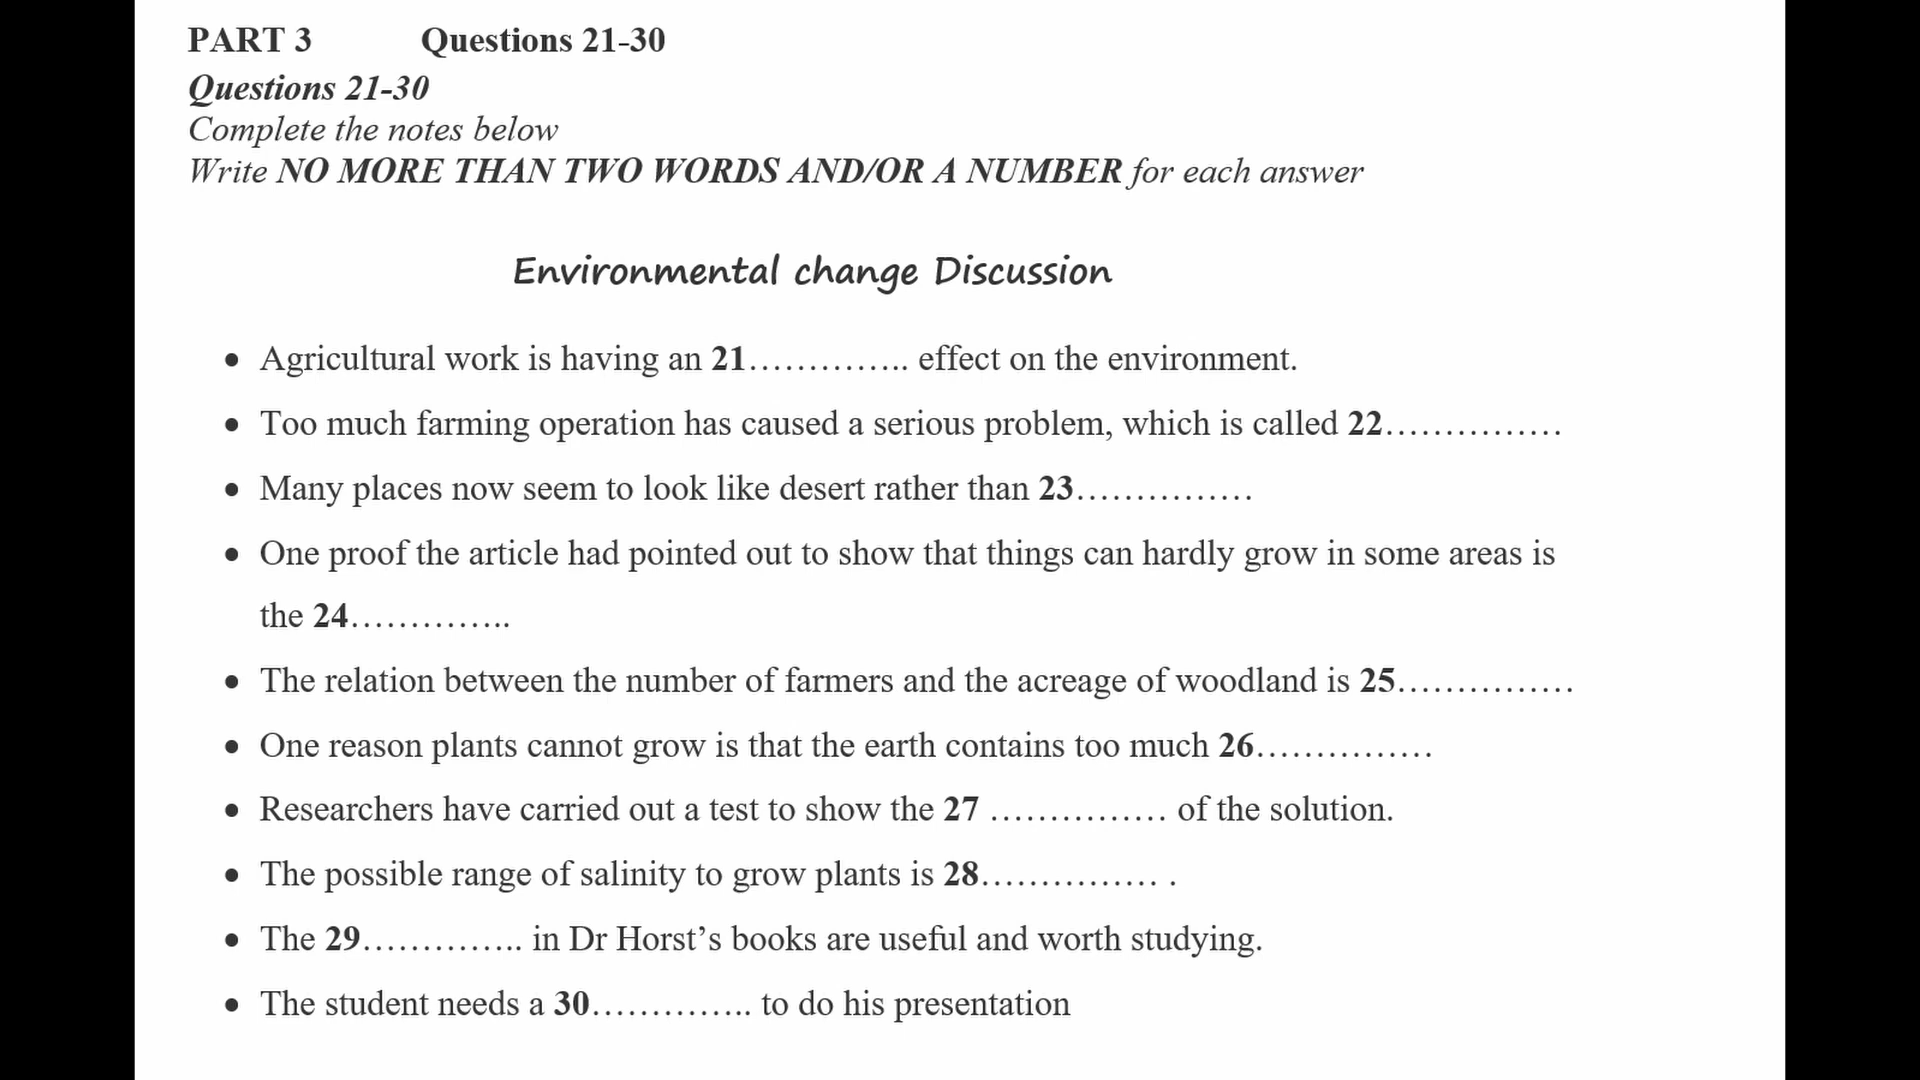 PART 3 Questions 21-30
Questions 21-30
Complete the notes below
Write NO MORE THAN TWO WORDS AND/OR A NUMBER for each answer
Environmental change Discussion
• Agricultural work is having an 21………….. effect on the environment.
• Too much farming operation has caused a serious problem, which is called 22……………
• Many places now seem to look like desert rather than 23……………
• One proof the article had pointed out to show that things can hardly grow in some areas is
the 24…………..
• The relation between the number of farmers and the acreage of woodland is 25……………
• One reason plants cannot grow is that the earth contains too much 26……………
• Researchers have carried out a test to show the 27 …………… of the solution.
• The possible range of salinity to grow plants is 28…………… .
• The 29………….. in Dr Horst’s books are useful and worth studying.
• The student needs a 30………….. to do his presentation